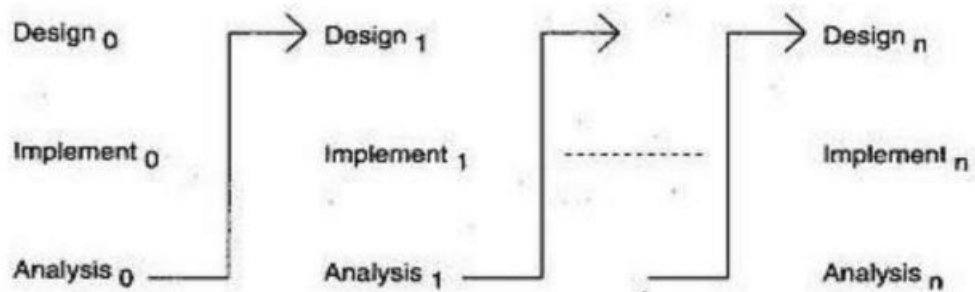 Design 0 Design 1 Design n
Implement 0 Implement 1 Implement n
Analysis 0 Analysis 1 Analysis n